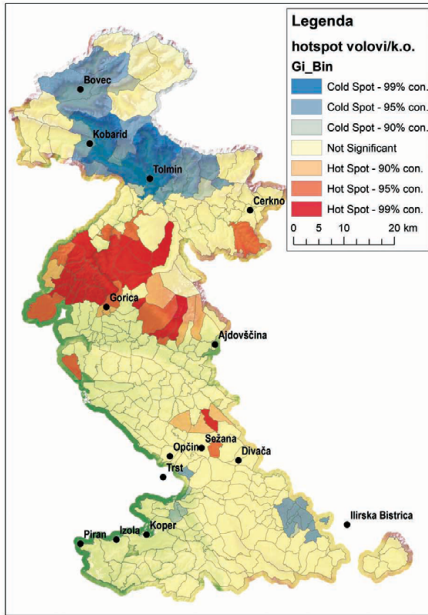 Legenda
hotspot volovi/k.o.
Gi_Bin
Cold Spot - 99% con.
Cold Spot - 95% con.
Cold Spot - 90% con.
Not Significant
Hot Spot - 90% con.
Hot Spot - 95% con.
Hot Spot - 99% con.
0 5 10 20 km
Bovec
Kobarid
Tolmin
Cerkno
Gorica
Ajdovščina
Sežana
Opčine
Divača
Trst
Ilirska Bistrica
Koper
Izola
Piran